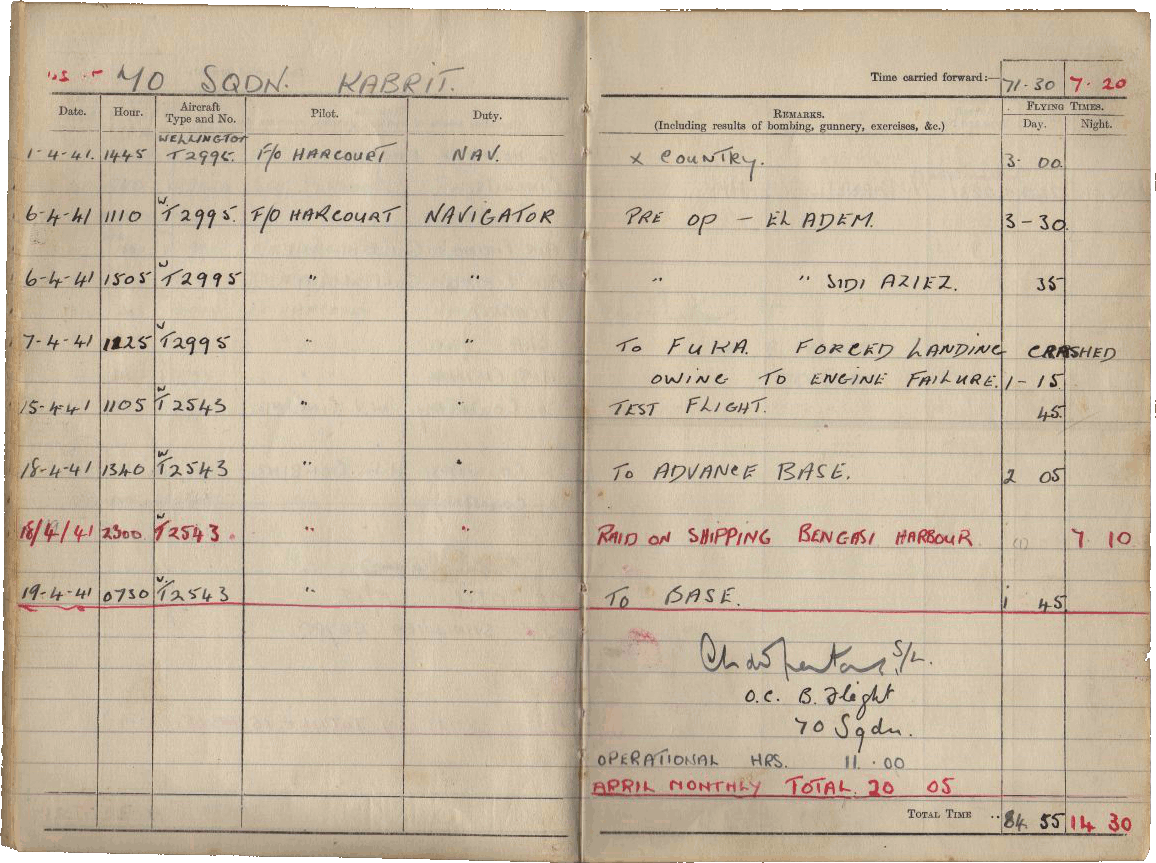 70 SQDN. KABRIT.
Time carried forward:— 71·30 7·20
Date. Hour. Aircraft Type and No. Pilot. Duty. REMARKS. (Including results of bombing, gunnery, exercises, &c.) FLYING TIMES. Day. Night.
WELLINGTON
1-4-41. 1445 T2995. F/O HARCOURT NAV. X COUNTRY. 3·00
6-4-41 1110 W T2995. F/O HARCOURT NAVIGATOR PRE OP — EL ADEM. 3-30
6-4-41 1505 W T2995 " " " " SIDI AZIEZ. 35
7-4-41 1125 W T2995 " " TO FUKA. FORCED LANDING CRASHED
OWING TO ENGINE FAILURE. 1-15
15-4-41 1105 W T2543 " " TEST FLIGHT. 45
18-4-41 1340 W T2543 " " TO ADVANCE BASE. 2 05
18/4/41 2300 W T2543. " " RAID ON SHIPPING BENGASI HARBOUR (1) 7 10
19-4-41 0730 W. T2543 " " TO BASE. 1 45
S/L.
O.C. B. Flight
70 Sqdn.
OPERATIONAL HRS. 11·00
APRIL MONTHLY TOTAL. 20 05
TOTAL TIME .. 84 55 14 30